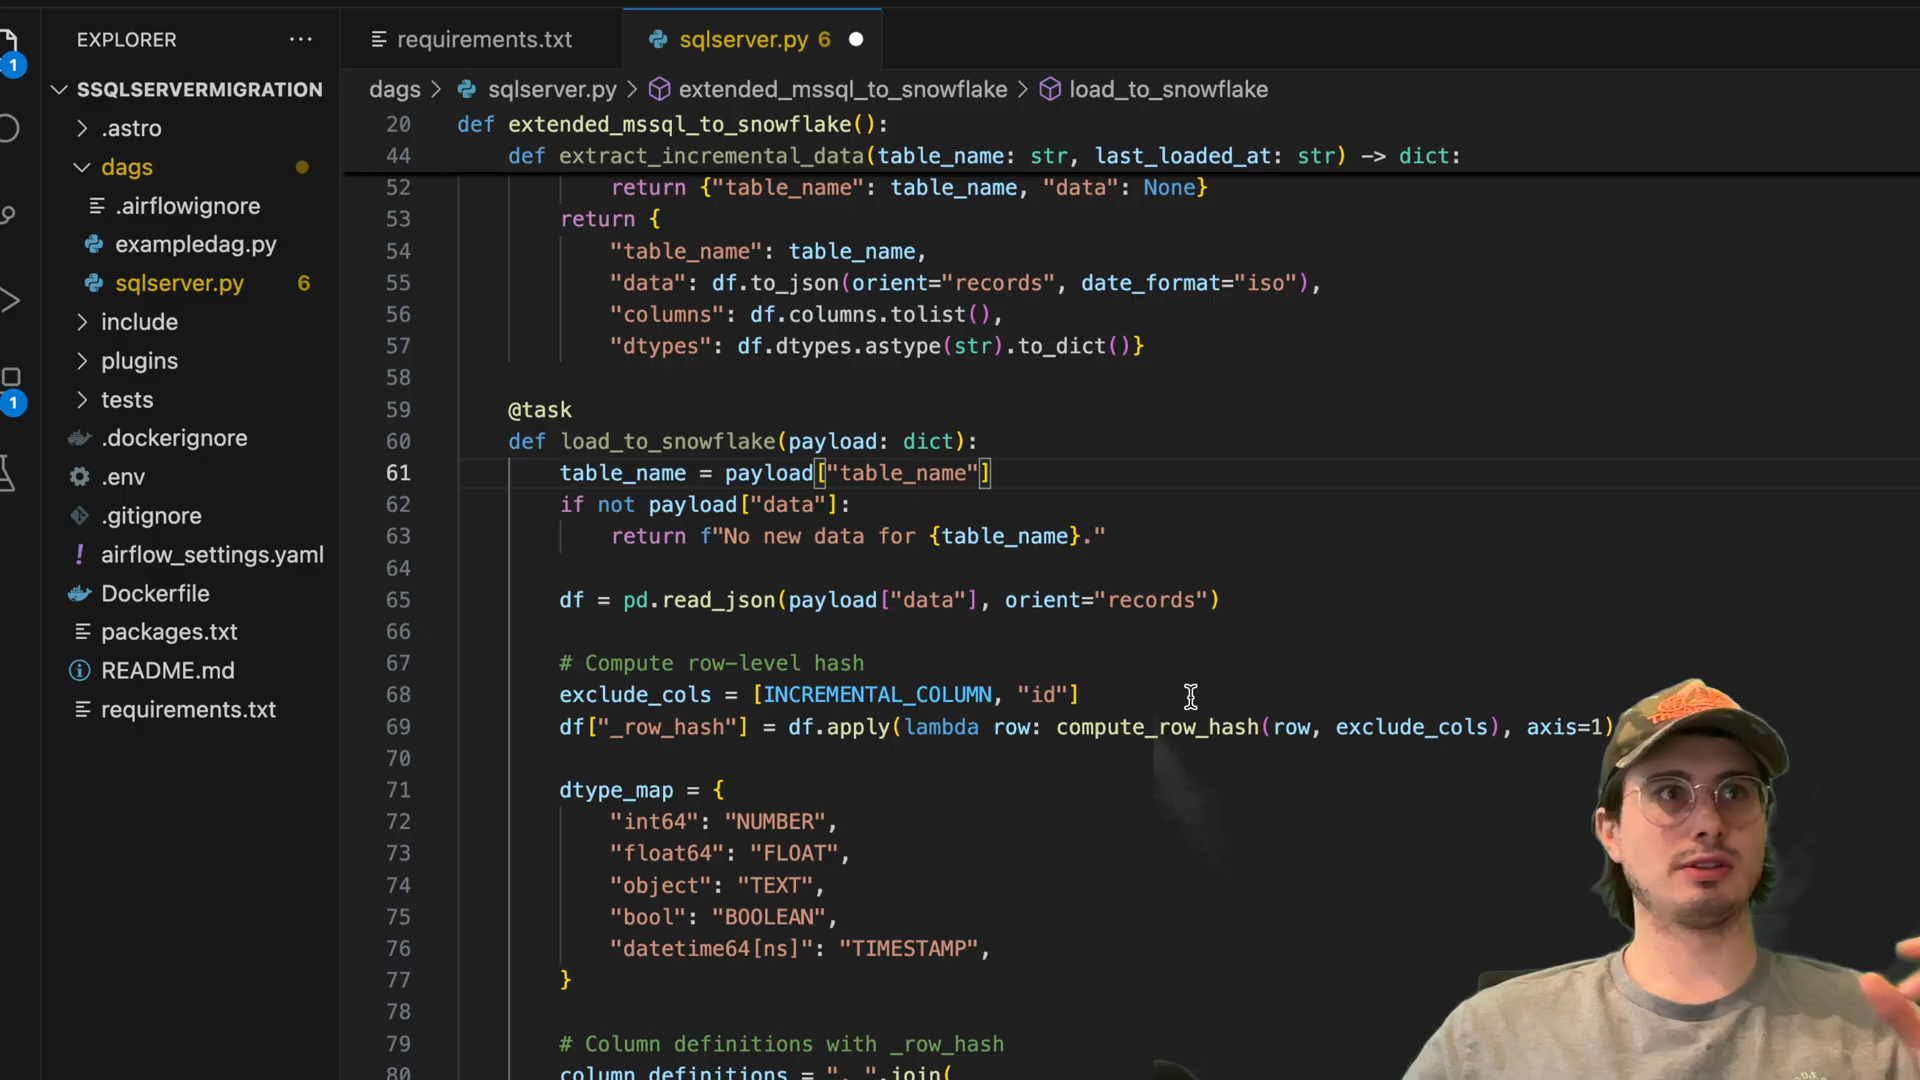 EXPLORER
SSQLSERVERMIGRATION
.astro
dags
.airflowignore
exampledag.py
sqlserver.py 6
include
plugins
tests
.dockerignore
.env
.gitignore
! airflow_settings.yaml
Dockerfile
packages.txt
README.md
requirements.txt
1
1
requirements.txt
sqlserver.py 6
dags > sqlserver.py > extended_mssql_to_snowflake > load_to_snowflake
20 def extended_mssql_to_snowflake():
44 def extract_incremental_data(table_name: str, last_loaded_at: str) -> dict:
52 return {"table_name": table_name, "data": None}
53 return {
54 "table_name": table_name,
55 "data": df.to_json(orient="records", date_format="iso"),
56 "columns": df.columns.tolist(),
57 "dtypes": df.dtypes.astype(str).to_dict()}
58
59 @task
60 def load_to_snowflake(payload: dict):
61 table_name = payload["table_name"]
62 if not payload["data"]:
63 return f"No new data for {table_name}."
64
65 df = pd.read_json(payload["data"], orient="records")
66
67 # Compute row-level hash
68 exclude_cols = [INCREMENTAL_COLUMN, "id"]
69 df["_row_hash"] = df.apply(lambda row: compute_row_hash(row, exclude_cols), axis=1)
70
71 dtype_map = {
72 "int64": "NUMBER",
73 "float64": "FLOAT",
74 "object": "TEXT",
75 "bool": "BOOLEAN",
76 "datetime64[ns]": "TIMESTAMP",
77 }
78
79 # Column definitions with _row_hash
80 column_definitions = ", ".join(